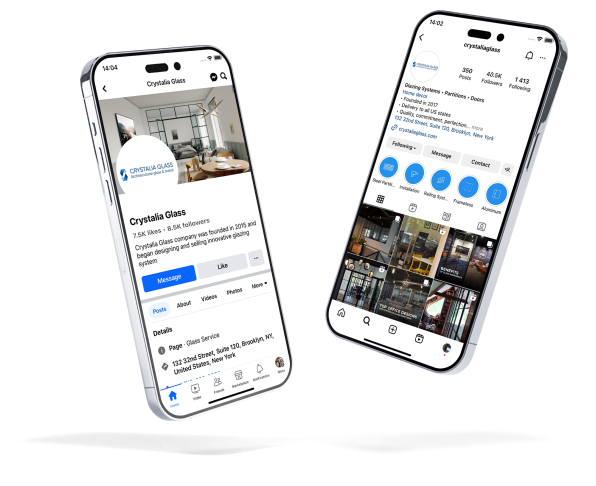 14:04
Crystalia Glass
CRYSTALIA GLASS
Crystalia Glass
7.5K likes • 8.5K followers
Crystalia Glass company was founded in 2015 and
began designing and selling innovative glazing
system
Message
Like
Posts
About
Videos
Photos
More
Details
Page · Glass Service
132 32nd Street, Suite 120, Brooklyn, NY,
United States, New York
Home
Video
Friends
Marketplace
Notifications
Menu
14:02
crystaliaglass
350
Posts
40.5K
Followers
1 413
Following
Glazing Systems • Partitions • Doors
Home decor
• Founded in 2017
• Delivery to all US states
• Quality, commitment, perfection... more
132 32nd Street, Suite 120, Brooklyn, New York
crystaliaglass.com
Following
Message
Contact
Steel Partit...
Installation
Railing Syst...
Frameless
Aluminum
BENEFITS
TOP OFFICE DESIGNS